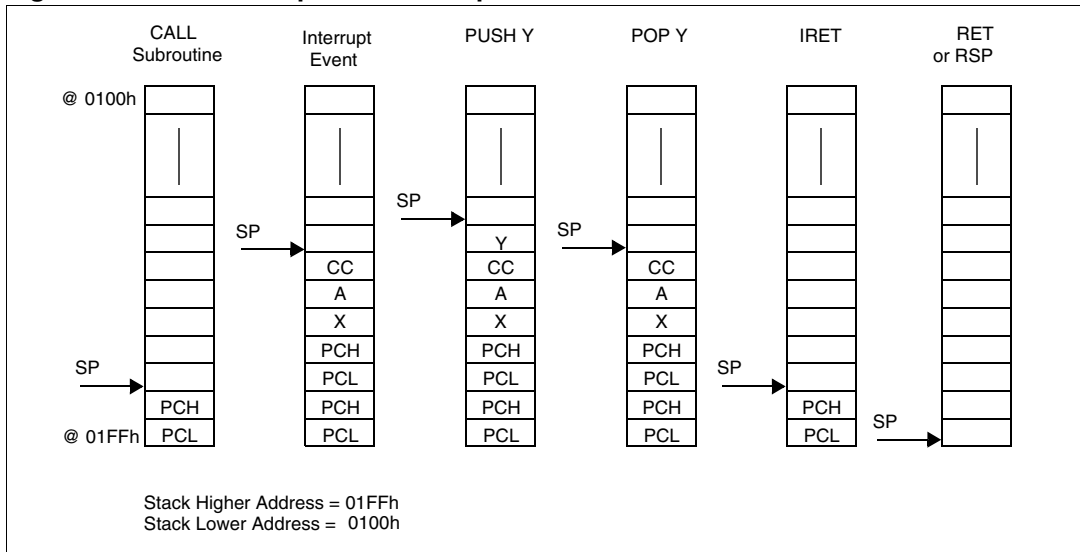 CALL
Subroutine
Interrupt
Event
PUSH Y
POP Y
IRET
RET
or RSP
@ 0100h
SP
SP
SP
Y
CC
CC
CC
A
A
A
X
X
X
PCH
PCH
PCH
SP
SP
PCL
PCL
PCL
PCH
PCH
PCH
PCH
PCH
SP
@ 01FFh
PCL
PCL
PCL
PCL
PCL
Stack Higher Address = 01FFh
Stack Lower Address = 0100h